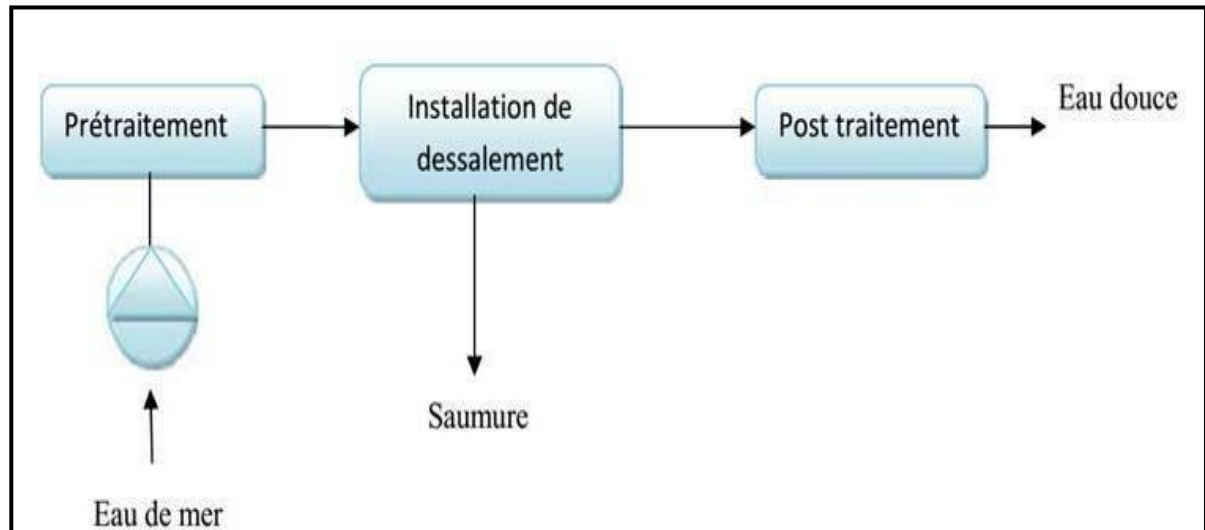 Prétraitement
Installation de
dessalement
Post traitement
Eau douce
Saumure
Eau de mer